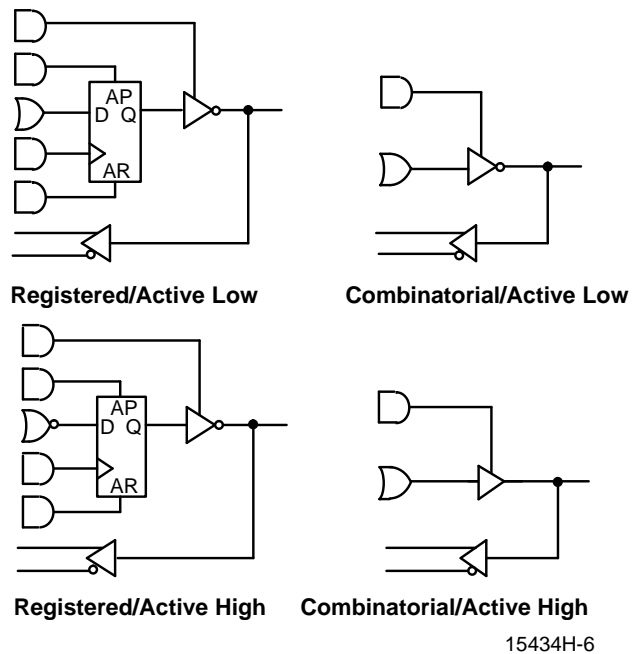 AP
D Q
AR
Registered/Active Low
Combinatorial/Active Low
AP
D Q
AR
Registered/Active High
Combinatorial/Active High
15434H-6